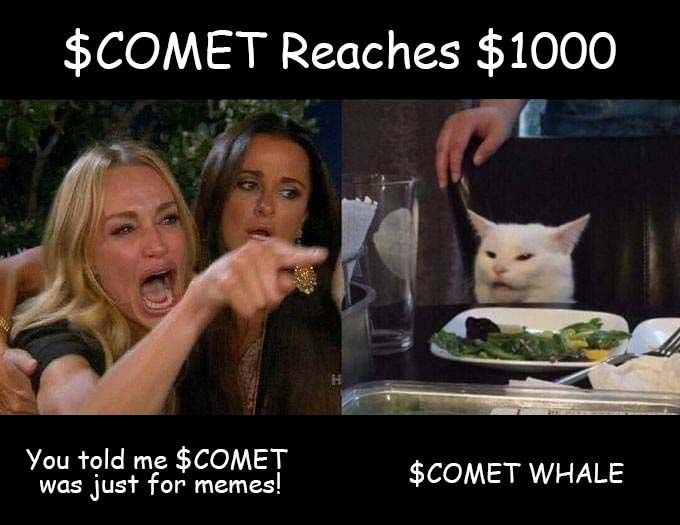 $COMET Reaches $1000
You told me $COMET
was just for memes!
$COMET WHALE